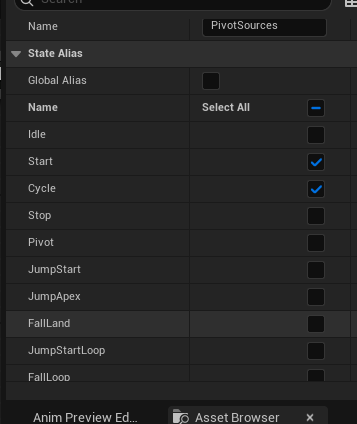 Search
Name PivotSources
State Alias
Global Alias
Name Select All
Idle
Start
Cycle
Stop
Pivot
JumpStart
JumpApex
FallLand
JumpStartLoop
FallLoop
Anim Preview Ed... Asset Browser